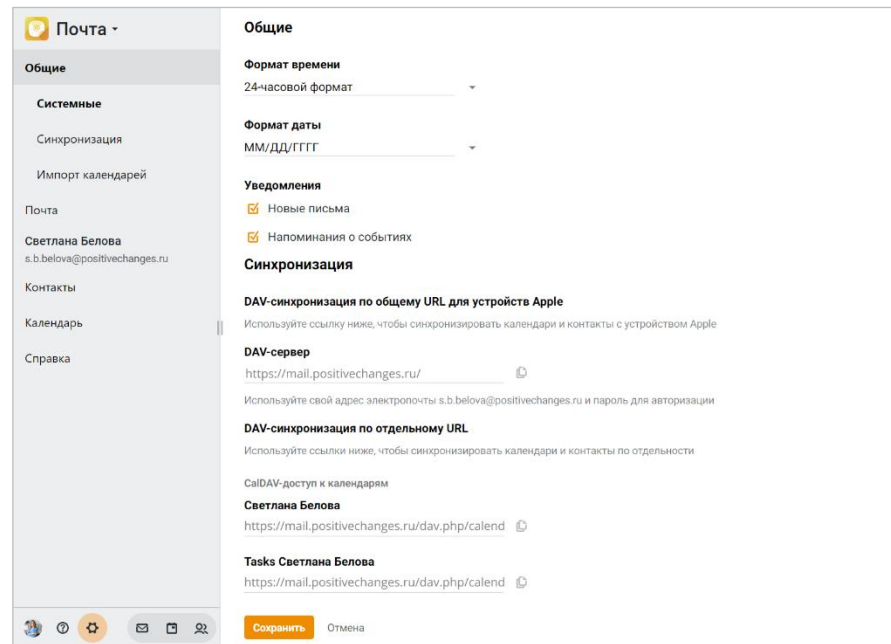 Почта
Общие
Системные
Синхронизация
Импорт календарей
Почта
Светлана Белова
s.b.belova@positivechanges.ru
Контакты
Календарь
Справка
Общие
Формат времени
24-часовой формат
Формат даты
ММ/ДД/ГГГГ
Уведомления
Новые письма
Напоминания о событиях
Синхронизация
DAV-синхронизация по общему URL для устройств Apple
Используйте ссылку ниже, чтобы синхронизировать календари и контакты с устройством Apple
DAV-сервер
https://mail.positivechanges.ru/
Используйте свой адрес электропочты s.b.belova@positivechanges.ru и пароль для авторизации
DAV-синхронизация по отдельному URL
Используйте ссылки ниже, чтобы синхронизировать календари и контакты по отдельности
CalDAV-доступ к календарям
Светлана Белова
https://mail.positivechanges.ru/dav.php/calend
Tasks Светлана Белова
https://mail.positivechanges.ru/dav.php/calend
Сохранить
Отмена